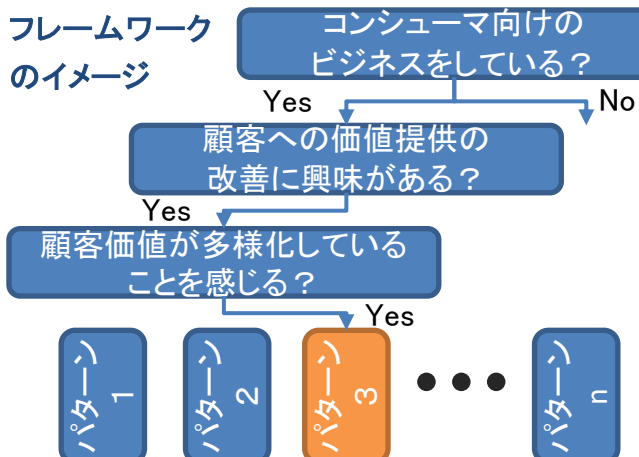 フレームワーク
のイメージ
コンシューマ向けの
ビジネスをしている？
Yes
No
顧客への価値提供の
改善に興味がある？
Yes
顧客価値が多様化している
ことを感じる？
Yes
パターン
1
パターン
2
パターン
3
●●●
パターン
n